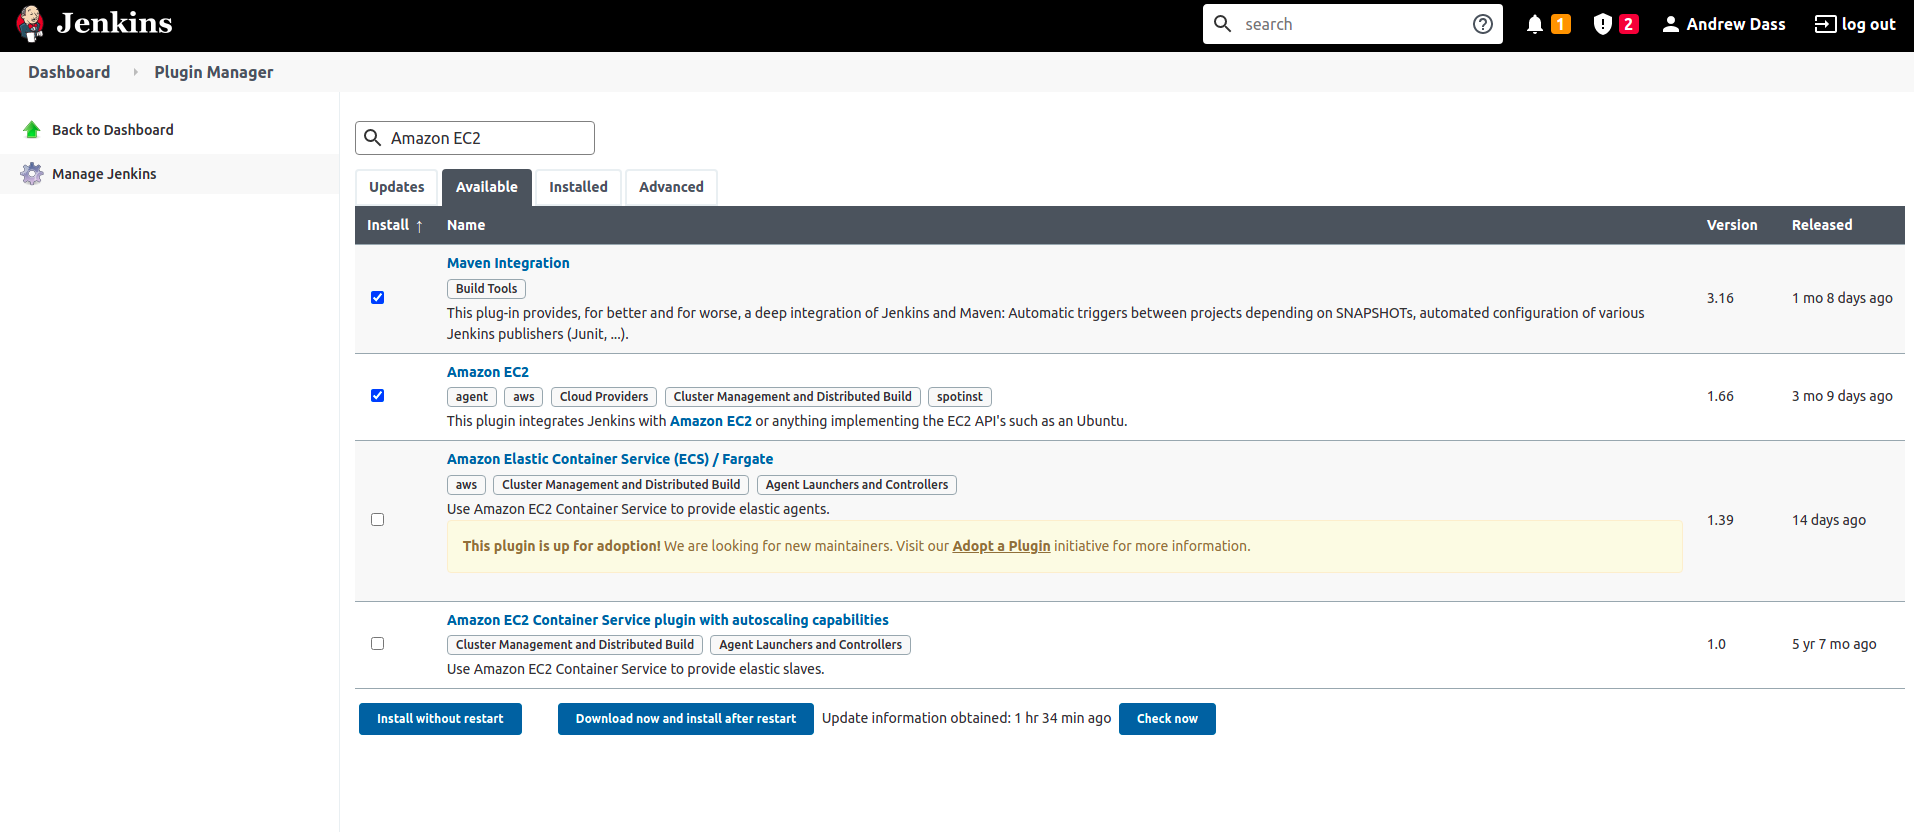 Jenkins
search
1
2
Andrew Dass
log out
Dashboard
Plugin Manager
Back to Dashboard
Manage Jenkins
Amazon EC2
Updates
Available
Installed
Advanced
Install ↑ Name Version Released
Maven Integration
Build Tools
This plug-in provides, for better and for worse, a deep integration of Jenkins and Maven: Automatic triggers between projects depending on SNAPSHOTs, automated configuration of various
Jenkins publishers (Junit, ...).
3.16
1 mo 8 days ago
Amazon EC2
agent aws Cloud Providers Cluster Management and Distributed Build spotinst
This plugin integrates Jenkins with Amazon EC2 or anything implementing the EC2 API's such as an Ubuntu.
1.66
3 mo 9 days ago
Amazon Elastic Container Service (ECS) / Fargate
aws Cluster Management and Distributed Build Agent Launchers and Controllers
Use Amazon EC2 Container Service to provide elastic agents.
This plugin is up for adoption! We are looking for new maintainers. Visit our Adopt a Plugin initiative for more information.
1.39
14 days ago
Amazon EC2 Container Service plugin with autoscaling capabilities
Cluster Management and Distributed Build Agent Launchers and Controllers
Use Amazon EC2 Container Service to provide elastic slaves.
1.0
5 yr 7 mo ago
Install without restart
Download now and install after restart
Update information obtained: 1 hr 34 min ago
Check now